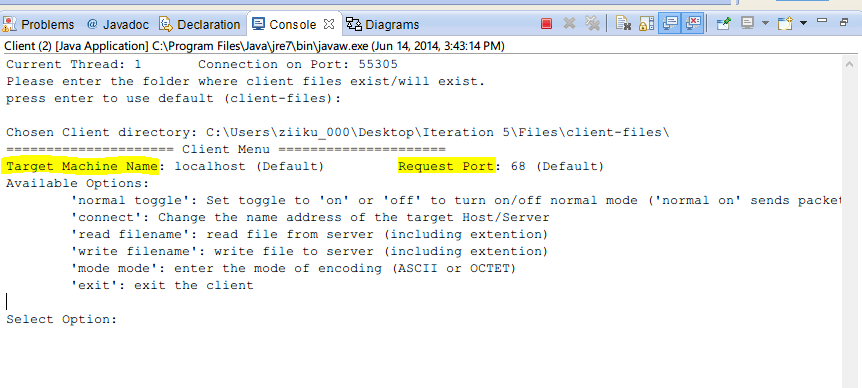 Problems @ Javadoc Declaration Console Diagrams
Client (2) [Java Application] C:\Program Files\Java\jre7\bin\javaw.exe (Jun 14, 2014, 3:43:14 PM)
Current Thread: 1 Connection on Port: 55305
Please enter the folder where client files exist/will exist.
press enter to use default (client-files):
Chosen Client directory: C:\Users\ziiku_000\Desktop\Iteration 5\Files\client-files\
===================== Client Menu =====================
Target Machine Name: localhost (Default) Request Port: 68 (Default)
Available Options:
'normal toggle': Set toggle to 'on' or 'off' to turn on/off normal mode ('normal on' sends packet
'connect': Change the name address of the target Host/Server
'read filename': read file from server (including extention)
'write filename': write file to server (including extention)
'mode mode': enter the mode of encoding (ASCII or OCTET)
'exit': exit the client
Select Option: